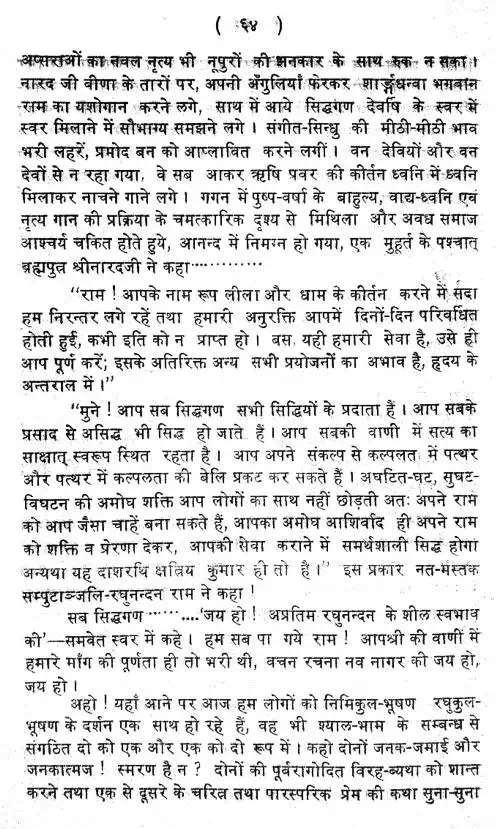 ( ६४ )
अप्सराओं का नवल नृत्य भी नूपुरों की झनकार के साथ रुक न सका।
नारद जी वीणा के तारों पर, अपनी अँगुलियाँ फेरकर शार्ङ्गधन्वा भगवान
राम का यशोगान करने लगे, साथ में आये सिद्धगण देवर्षि के स्वर में
स्वर मिलाने में सौभाग्य समझने लगे। संगीत-सिन्धु की मीठी-मीठी भाव
भरी लहरें, प्रमोद बन को आप्लावित करने लगीं। वन देवियों और वन
देवों से न रहा गया, वे सब आकर ऋषि प्रवर की कीर्तन ध्वनि में ध्वनि
मिलाकर नाचने गाने लगे। गगन में पुष्प-वर्षा के बाहुल्य, वाद्य-ध्वनि एवं
नृत्य गान की प्रक्रिया के चमत्कारिक दृश्य से मिथिला और अवध समाज
आश्चर्य चकित होते हुये, आनन्द में निमग्न हो गया, एक मुहूर्त के पश्चात्
ब्रह्मपुत्र श्रीनारदजी ने कहा············
"राम ! आपके नाम रूप लीला और धाम के कीर्तन करने में सदा
हम निरन्तर लगे रहें तथा हमारी अनुरक्ति आपमें दिनों-दिन परिवर्धित
होती हुई, कभी इति को न प्राप्त हो। बस, यही हमारी सेवा है, उसे ही
आप पूर्ण करें; इसके अतिरिक्त अन्य सभी प्रयोजनों का अभाव है, हृदय के
अन्तराल में।"
"मुने ! आप सब सिद्धगण सभी सिद्धियों के प्रदाता हैं। आप सबके
प्रसाद से असिद्ध भी सिद्ध हो जाते हैं। आप सबकी वाणी में सत्य का
साक्षात् स्वरूप स्थित रहता है। आप अपने संकल्प से कल्पलता में पत्थर
और पत्थर में कल्पलता की बेलि प्रकट कर सकते हैं। अघटित-घट, सुघट-
विघटन की अमोघ शक्ति आप लोगों का साथ नहीं छोड़ती अतः अपने राम
को आप जैसा चाहें बना सकते हैं, आपका अमोघ आशिर्वाद ही अपने राम
को शक्ति व प्रेरणा देकर, आपकी सेवा कराने में समर्थशाली सिद्ध होगा
अन्यथा यह दाशरथि क्षत्रिय कुमार ही तो है।" इस प्रकार नत-मस्तक
सम्पुटाञ्जलि-रघुनन्दन राम ने कहा !
सब सिद्धगण ··········'जय हो ! अप्रतिम रघुनन्दन के शील स्वभाव
की'—समवेत स्वर में कहे। हम सब पा गये राम ! आपश्री की वाणी में
हमारे माँग की पूर्णता ही तो भरी थी, वचन रचना नव नागर की जय हो,
जय हो।
अहो ! यहाँ आने पर आज हम लोगों को निमिकुल-भूषण रघुकुल-
भूषण के दर्शन एक साथ हो रहे हैं, वह भी श्याल-भाम के सम्बन्ध से
संगठित दो को एक और एक को दो रूप में। कहो दोनों जनक-जमाई और
जनकात्मज ! स्मरण है न ? दोनों की पूर्वरागोदित विरह-ब्यथा को शान्त
करने तथा एक से दूसरे के चरित्र तथा पारस्परिक प्रेम की कथा सुना-सुना